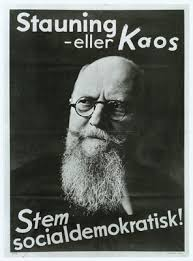 Stauning
-eller Kaos
Stem
socialdemokratisk!